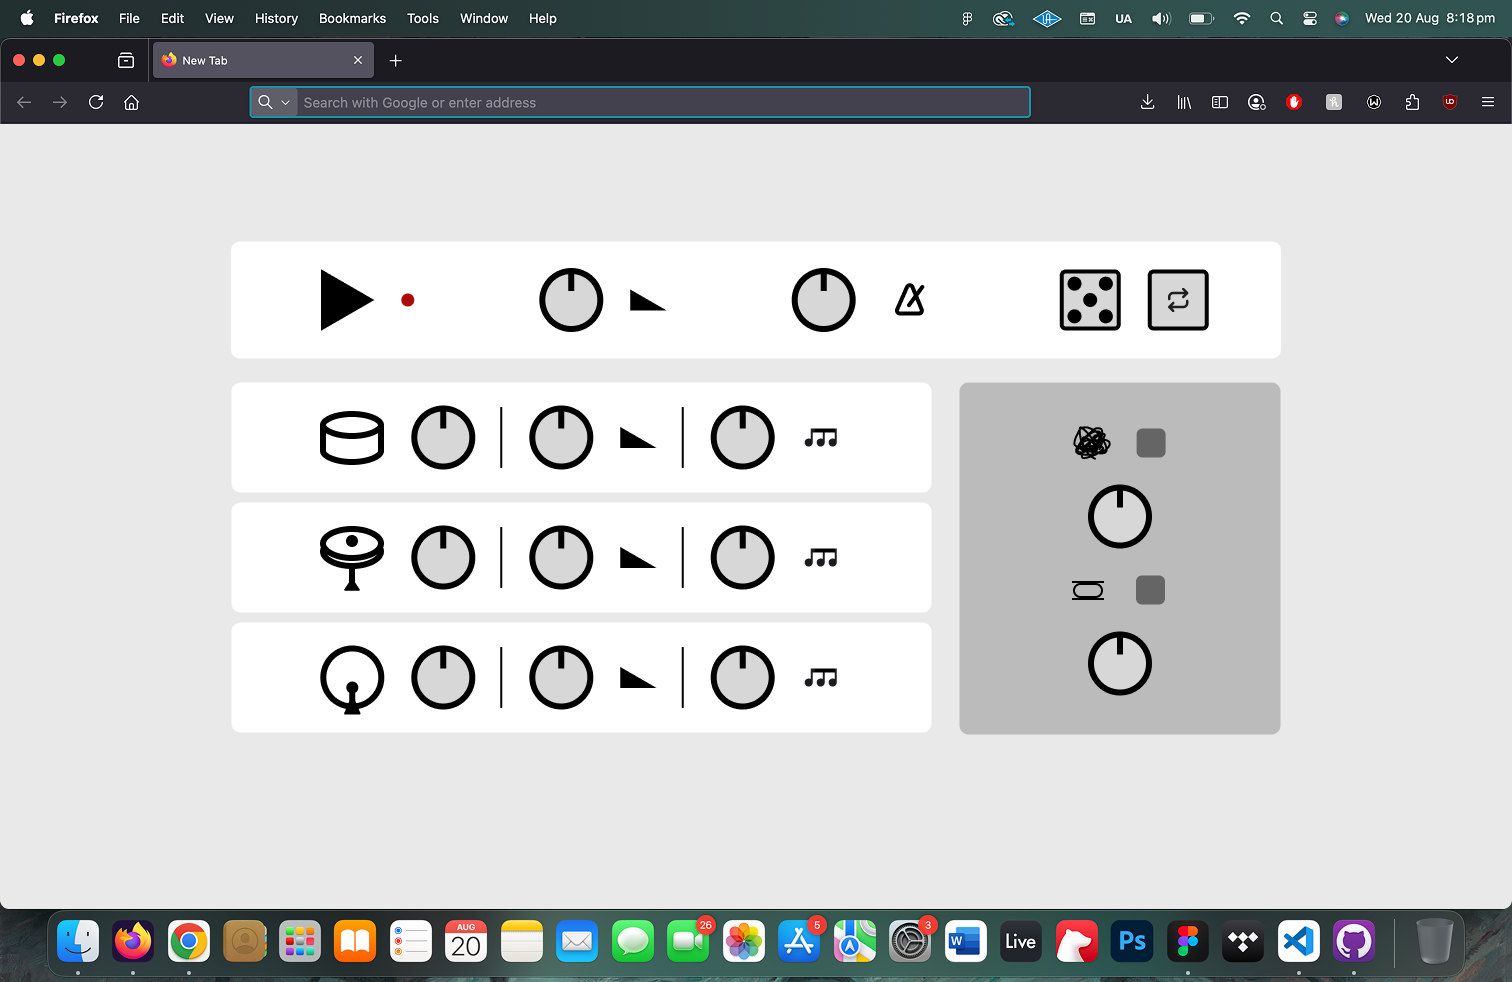 Firefox File Edit View History Bookmarks Tools Window Help UA Wed 20 Aug 8:18 pm
New Tab
Search with Google or enter address
UD
26
5
3
AUG
20
W
Live
Ps